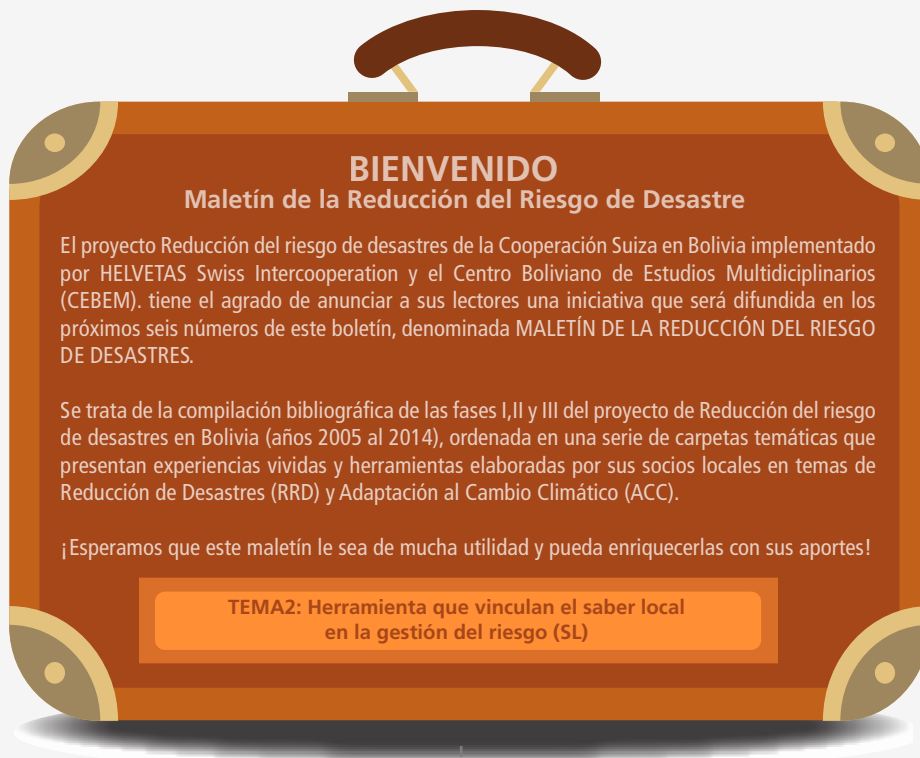 BIENVENIDO
Maletín de la Reducción del Riesgo de Desastre
El proyecto Reducción del riesgo de desastres de la Cooperación Suiza en Bolivia implementado
por HELVETAS Swiss Intercooperation y el Centro Boliviano de Estudios Multidiciplinarios
(CEBEM). tiene el agrado de anunciar a sus lectores una iniciativa que será difundida en los
próximos seis números de este boletín, denominada MALETÍN DE LA REDUCCIÓN DEL RIESGO
DE DESASTRES.
Se trata de la compilación bibliográfica de las fases I,II y III del proyecto de Reducción del riesgo
de desastres en Bolivia (años 2005 al 2014), ordenada en una serie de carpetas temáticas que
presentan experiencias vividas y herramientas elaboradas por sus socios locales en temas de
Reducción de Desastres (RRD) y Adaptación al Cambio Climático (ACC).
¡Esperamos que este maletín le sea de mucha utilidad y pueda enriquecerlas con sus aportes!
TEMA2: Herramienta que vinculan el saber local
en la gestión del riesgo (SL)